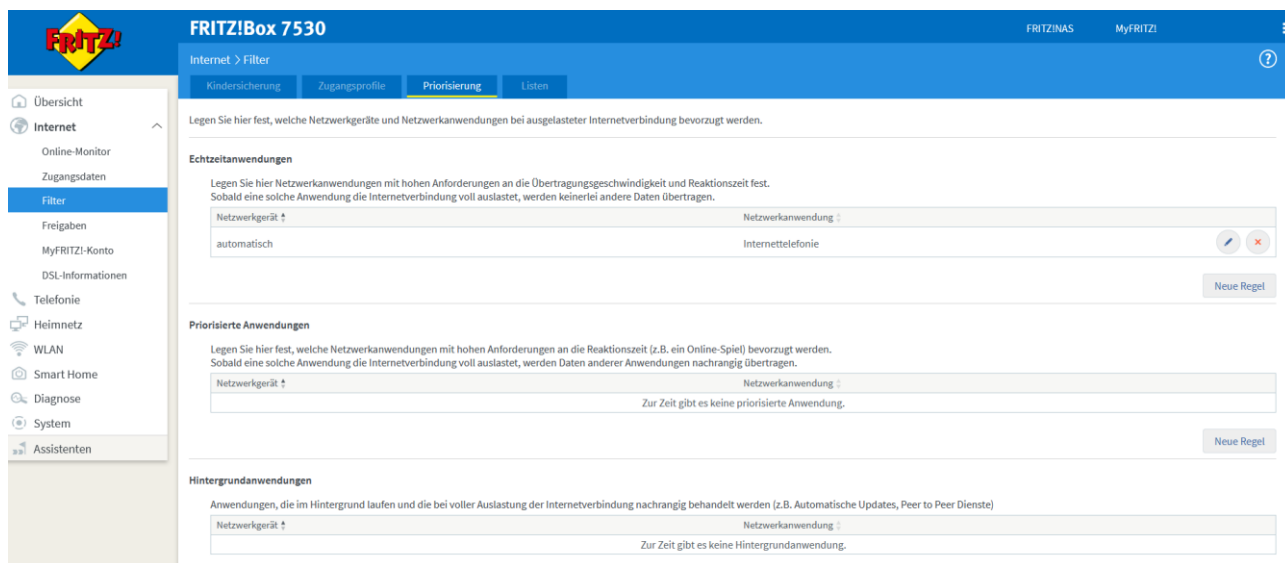 FRITZ!
FRITZ!Box 7530
FRITZ!NAS
MyFRITZ!
Internet > Filter
?
Kindersicherung
Zugangsprofile
Priorisierung
Listen
Übersicht
Internet
Online-Monitor
Zugangsdaten
Filter
Freigaben
MyFRITZ!-Konto
DSL-Informationen
Telefonie
Heimnetz
WLAN
Smart Home
Diagnose
System
Assistenten
Legen Sie hier fest, welche Netzwerkgeräte und Netzwerkanwendungen bei ausgelasteter Internetverbindung bevorzugt werden.
Echtzeitanwendungen
Legen Sie hier Netzwerkanwendungen mit hohen Anforderungen an die Übertragungsgeschwindigkeit und Reaktionszeit fest.
Sobald eine solche Anwendung die Internetverbindung voll auslastet, werden keinerlei andere Daten übertragen.
Netzwerkgerät Netzwerkanwendung
automatisch Internettelefonie
Neue Regel
Priorisierte Anwendungen
Legen Sie hier fest, welche Netzwerkanwendungen mit hohen Anforderungen an die Reaktionszeit (z.B. ein Online-Spiel) bevorzugt werden.
Sobald eine solche Anwendung die Internetverbindung voll auslastet, werden Daten anderer Anwendungen nachrangig übertragen.
Netzwerkgerät Netzwerkanwendung
Zur Zeit gibt es keine priorisierte Anwendung.
Neue Regel
Hintergrundanwendungen
Anwendungen, die im Hintergrund laufen und die bei voller Auslastung der Internetverbindung nachrangig behandelt werden (z.B. Automatische Updates, Peer to Peer Dienste)
Netzwerkgerät Netzwerkanwendung
Zur Zeit gibt es keine Hintergrundanwendung.